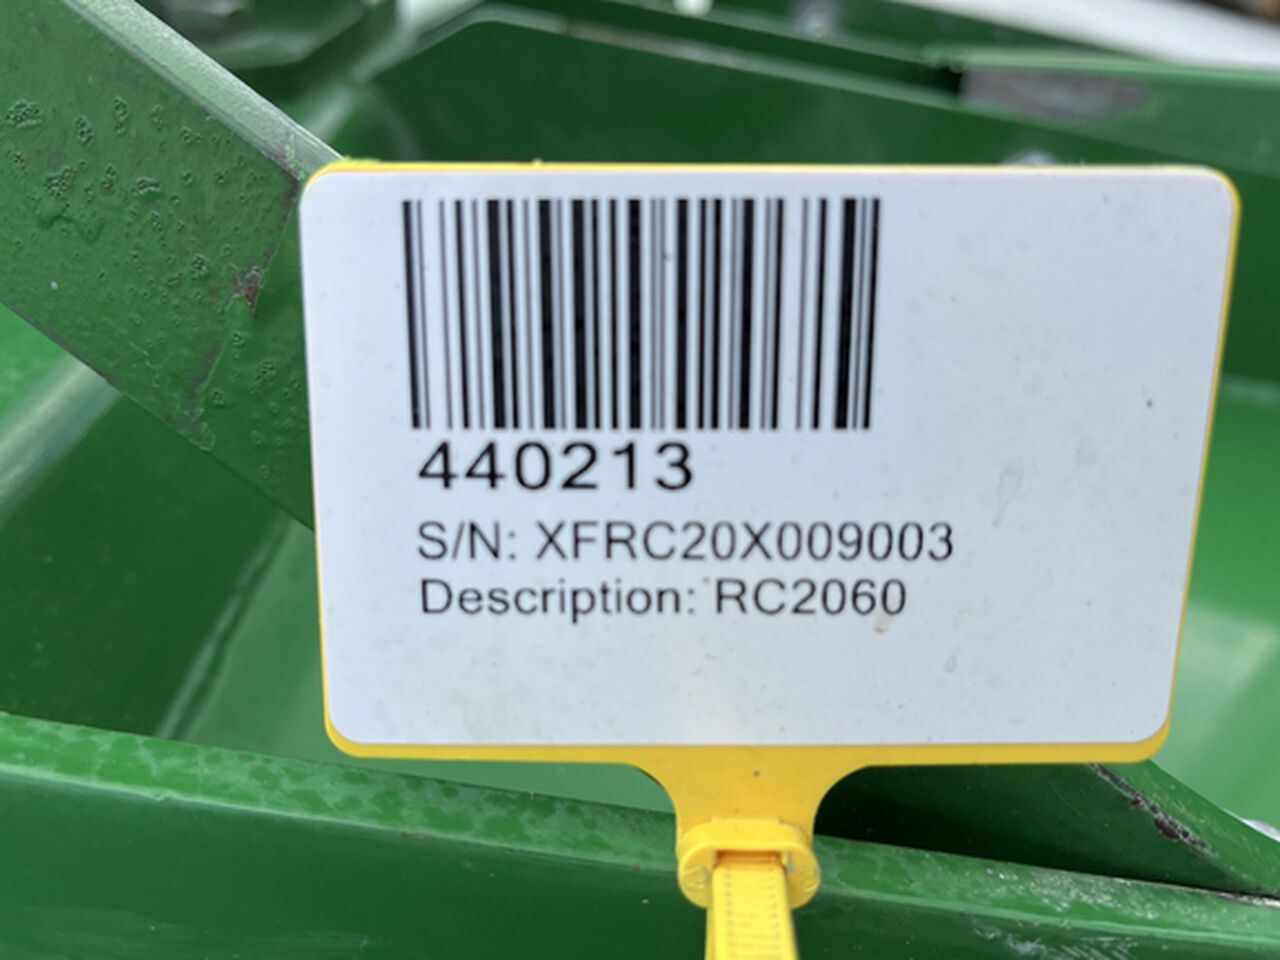 440213
S/N: XFRC20X009003
Description: RC2060